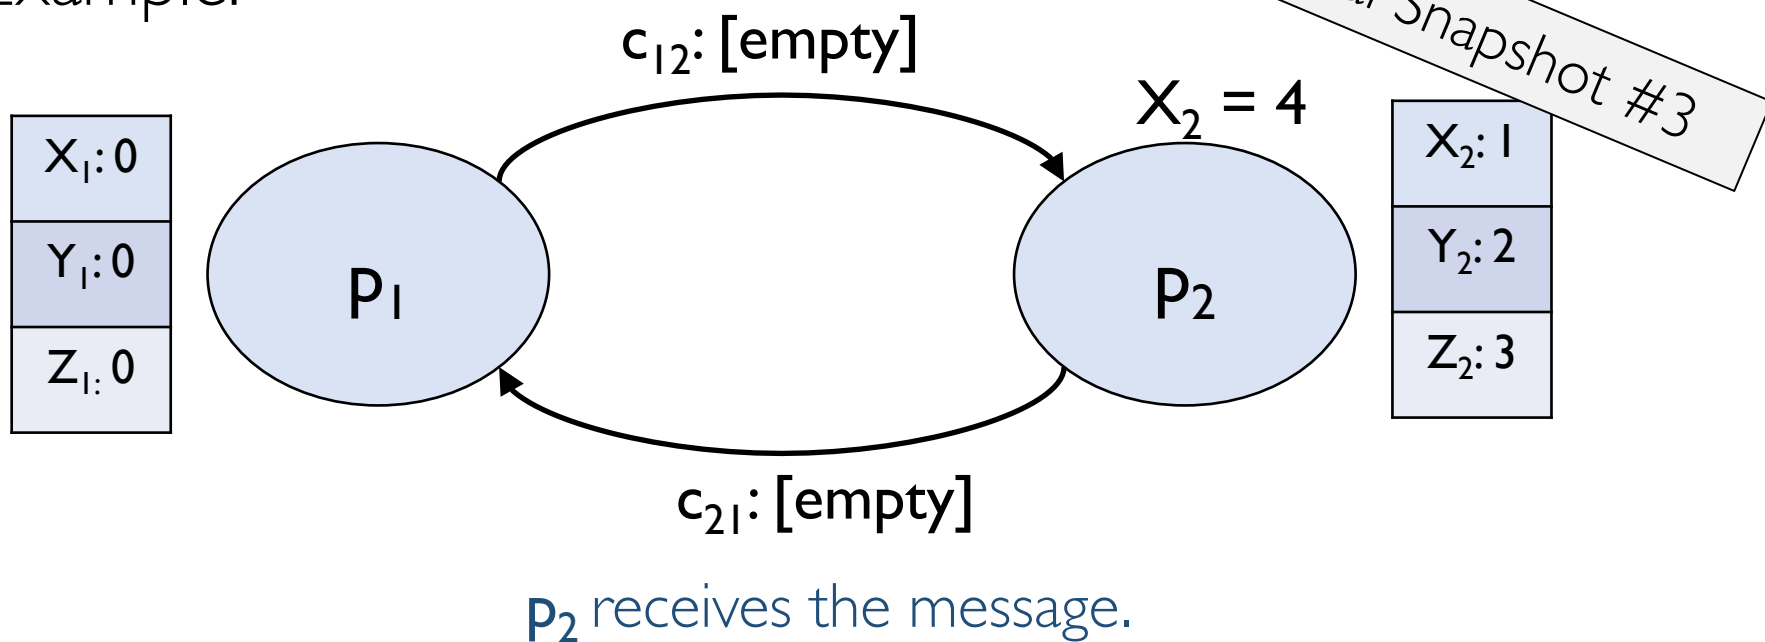 Example:
c₁₂: [empty]
Snapshot #3
X₂ = 4
X₁: 0
Y₁: 0
Z₁: 0
p₁
p₂
X₂: 1
Y₂: 2
Z₂: 3
c₂₁: [empty]
p₂ receives the message.